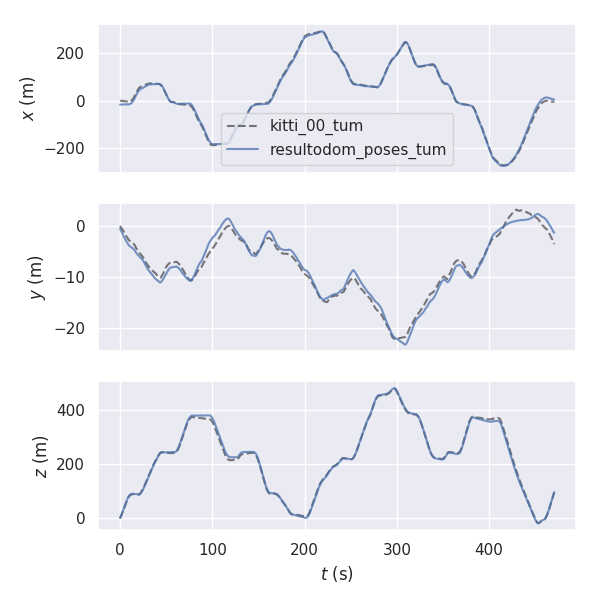 200
0
−200
x (m)
kitti_00_tum
resultodom_poses_tum
0
−10
−20
y (m)
400
200
0
z (m)
0 100 200 300 400
t (s)